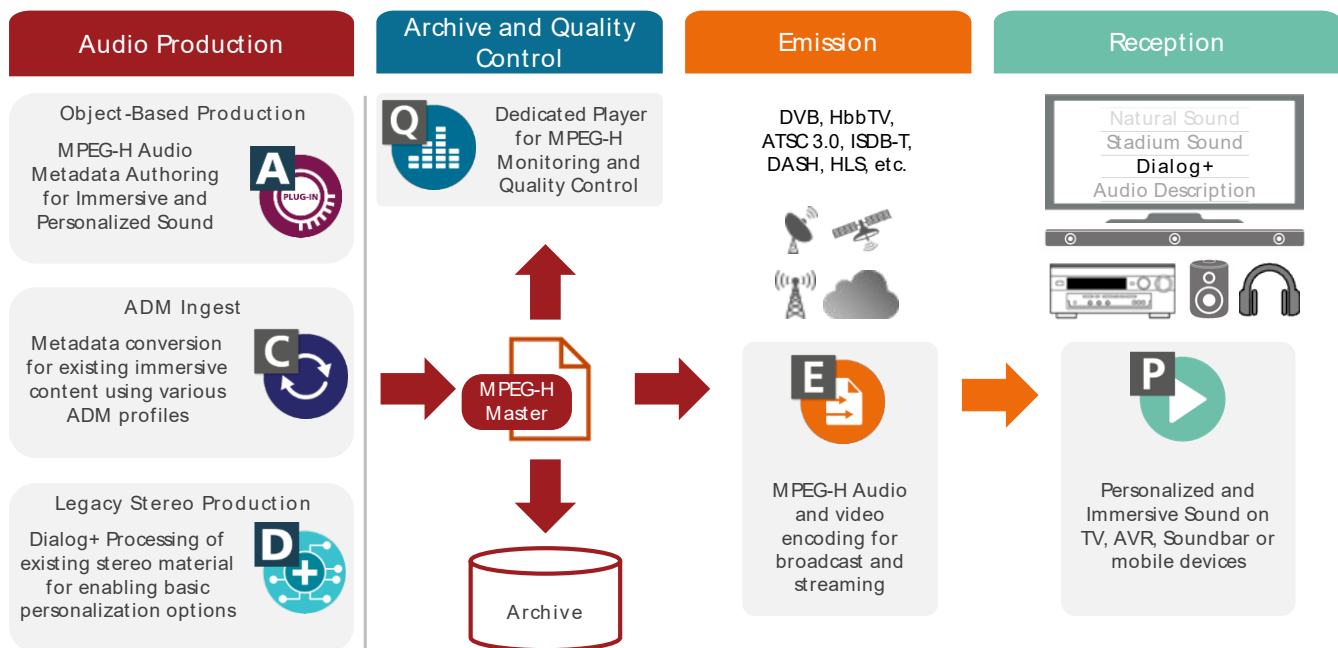 Audio Production
Object-Based Production
MPEG-H Audio
Metadata Authoring
for Immersive and
Personalized Sound
A
PLUG-IN
ADM Ingest
Metadata conversion
for existing immersive
content using various
ADM profiles
C
Legacy Stereo Production
Dialog+ Processing of
existing stereo material
for enabling basic
personalization options
D
Archive and Quality
Control
Q
Dedicated Player
for MPEG-H
Monitoring and
Quality Control
MPEG-H
Master
Archive
Emission
DVB, HbbTV,
ATSC 3.0, ISDB-T,
DASH, HLS, etc.
E
MPEG-H Audio
and video
encoding for
broadcast and
streaming
Reception
Natural Sound
Stadium Sound
Dialog+
Audio Description
P
Personalized and
Immersive Sound on
TV, AVR, Soundbar or
mobile devices